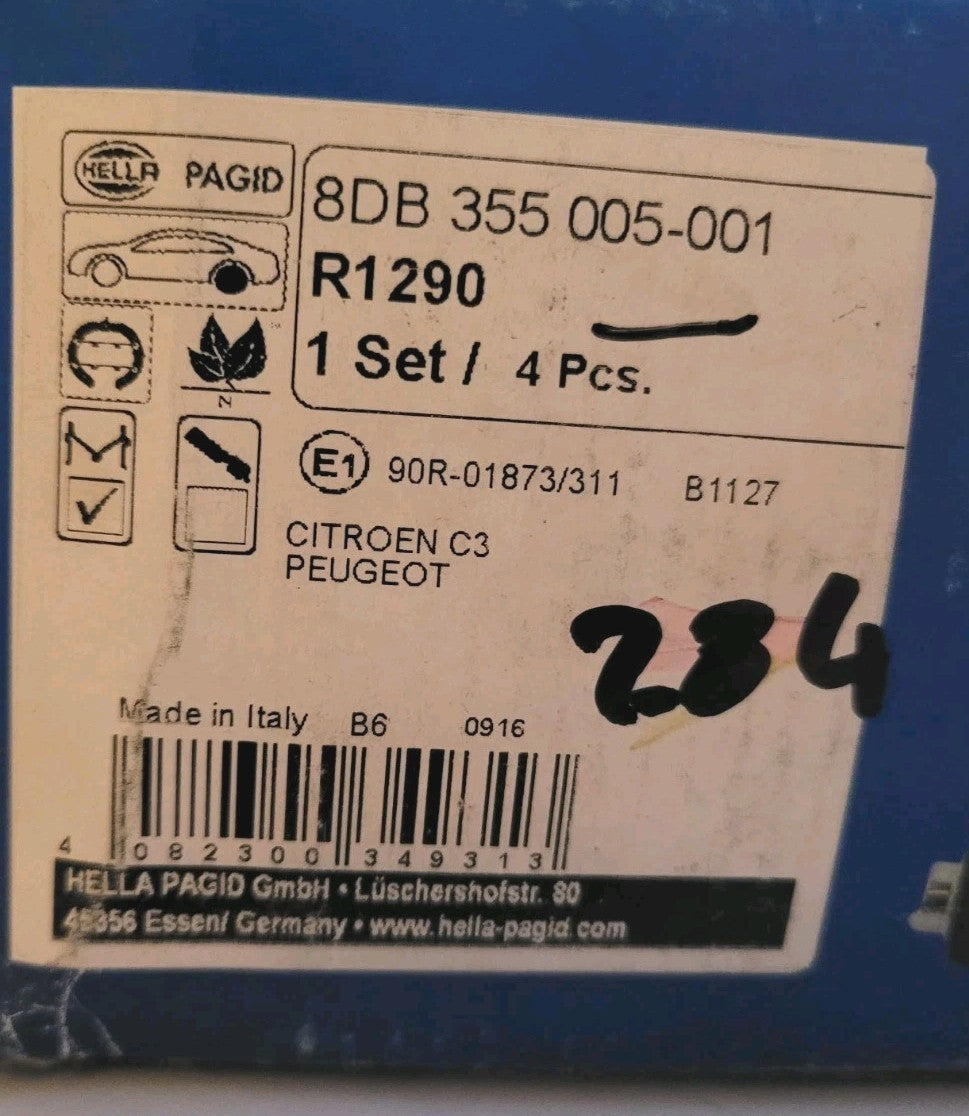 HELLA PAGID
8DB 355 005-001
R1290
1 Set / 4 Pcs.
N
E1 90R-01873/311 B1127
CITROEN C3
PEUGEOT
234
Made in Italy B6 0916
4 082300 349313
HELLA PAGID GmbH • Lüschershofstr. 80
45356 Essen/ Germany • www.hella-pagid.com